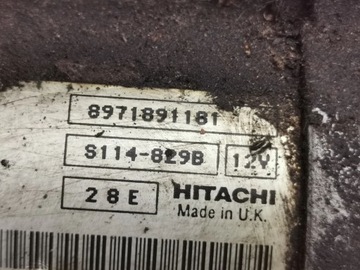 8971891181
S114-829B 12V
28E HITACHI
Made in U.K.